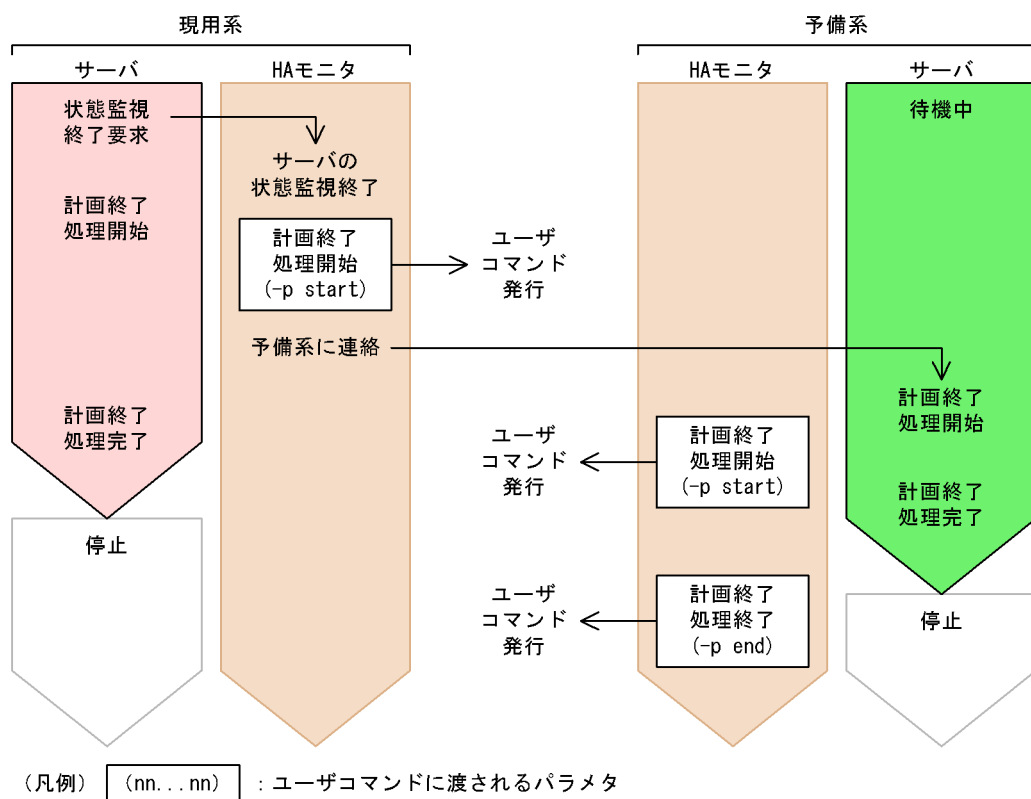 現用系
予備系
サーバ
HAモニタ
HAモニタ
サーバ
状態監視
終了要求
待機中
サーバの
状態監視終了
計画終了
処理開始
計画終了
処理開始
(-p start)
ユーザ
コマンド
発行
予備系に連絡
計画終了
処理開始
計画終了
処理完了
ユーザ
コマンド
発行
計画終了
処理開始
(-p start)
計画終了
処理完了
停止
ユーザ
コマンド
発行
計画終了
処理終了
(-p end)
停止
(凡例) (nn...nn) :ユーザコマンドに渡されるパラメタ